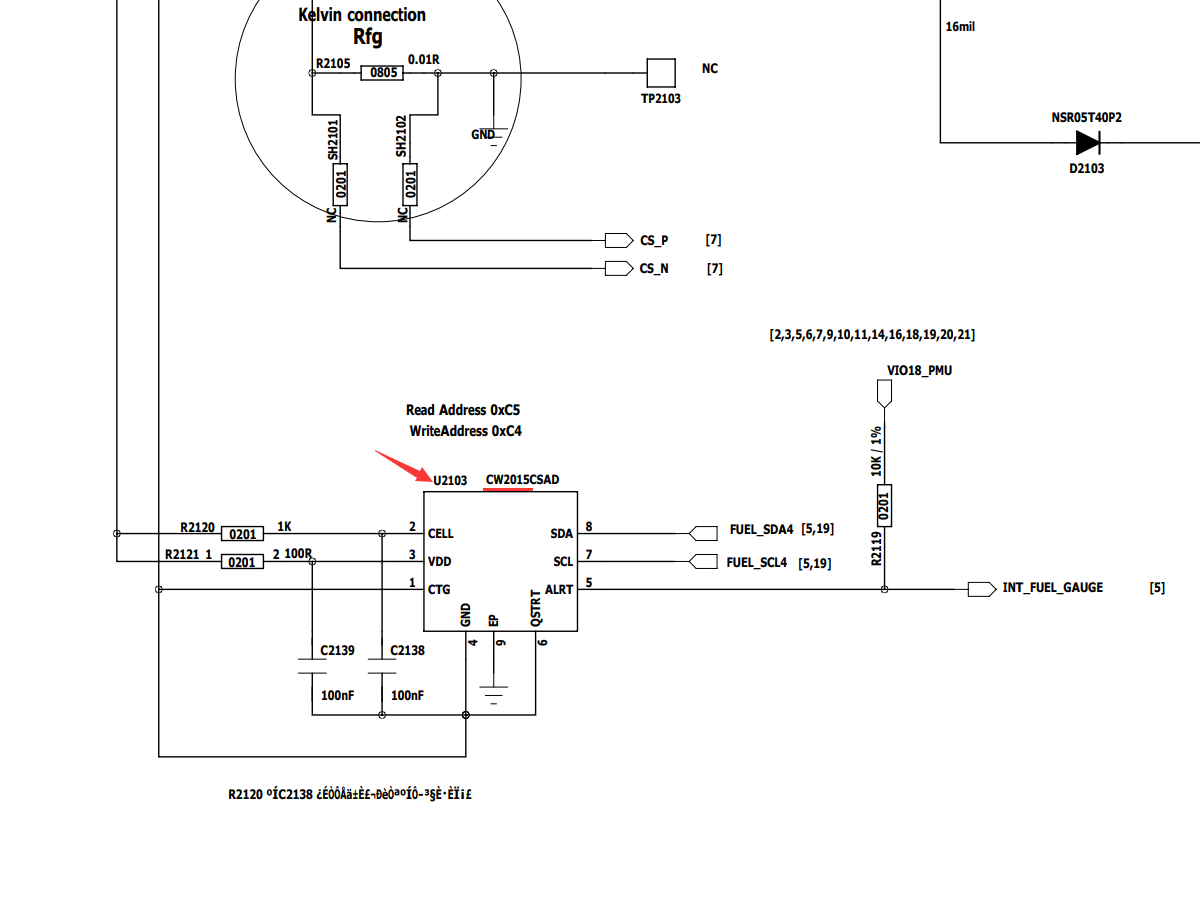 Kelvin connection
Rfg
16mil
R2105
0.01R
0805
NC
TP2103
NSR05T40P2
D2103
SH2101
SH2102
GND
0201
0201
NC
NC
CS_P [7]
CS_N [7]
[2,3,5,6,7,9,10,11,14,16,18,19,20,21]
VIO18_PMU
10K / 1%
0201
R2119
Read Address 0xC5
WriteAddress 0xC4
U2103 CW2015CSAD
R2120 0201 1K 2 CELL
SDA 8 FUEL_SDA4 [5,19]
R2121 1 0201 2 100R 3 VDD
SCL 7 FUEL_SCL4 [5,19]
1 CTG
ALRT 5 INT_FUEL_GAUGE [5]
GND EP QSTRT
4 9 6
C2139 C2138
100nF 100nF
R2120 ºÍC2138 ¿ÉÒÔÅä±È£¬ÐèÒªºÍÔ-³§È·ÈÏ¡£